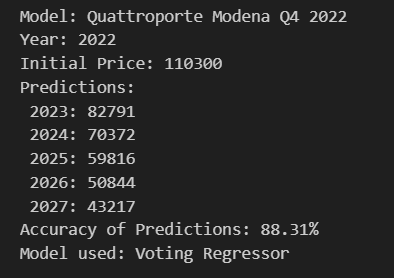 Model: Quattroporte Modena Q4 2022
Year: 2022
Initial Price: 110300
Predictions:
2023: 82791
2024: 70372
2025: 59816
2026: 50844
2027: 43217
Accuracy of Predictions: 88.31%
Model used: Voting Regressor